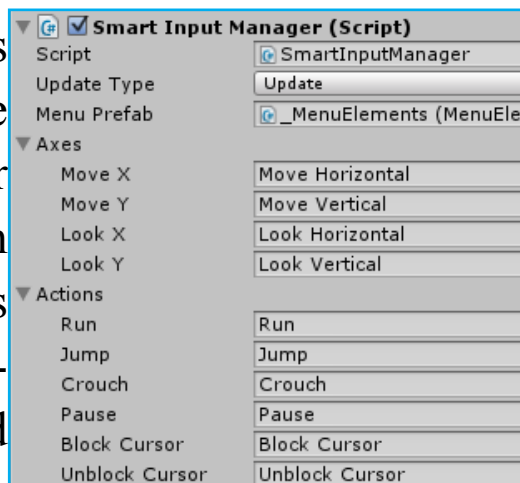 Smart Input Manager (Script)
Script SmartInputManager
Update Type Update
Menu Prefab _MenuElements (MenuEle
Axes
Move X Move Horizontal
Move Y Move Vertical
Look X Look Horizontal
Look Y Look Vertical
Actions
Run Run
Jump Jump
Crouch Crouch
Pause Pause
Block Cursor Block Cursor
Unblock Cursor Unblock Cursor